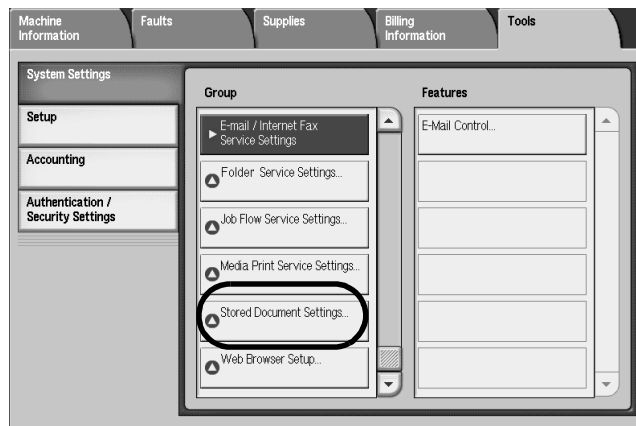 Machine
Information
Faults
Supplies
Billing
Information
Tools
System Settings
Setup
Accounting
Authentication /
Security Settings
Group
E-mail / Internet Fax
Service Settings
Folder Service Settings...
Job Flow Service Settings...
Media Print Service Settings...
Stored Document Settings...
Web Browser Setup...
Features
E-Mail Control...